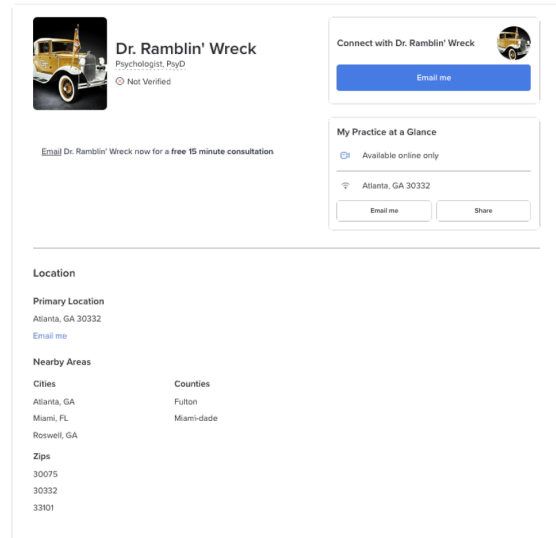 Dr. Ramblin' Wreck
Psychologist, PsyD
Not Verified
Email Dr. Ramblin' Wreck now for a free 15 minute consultation
Connect with Dr. Ramblin' Wreck
Email me
My Practice at a Glance
Available online only
Atlanta, GA 30332
Email me
Share
Location
Primary Location
Atlanta, GA 30332
Email me
Nearby Areas
Cities
Counties
Atlanta, GA
Fulton
Miami, FL
Miami-dade
Roswell, GA
Zips
30075
30332
33101